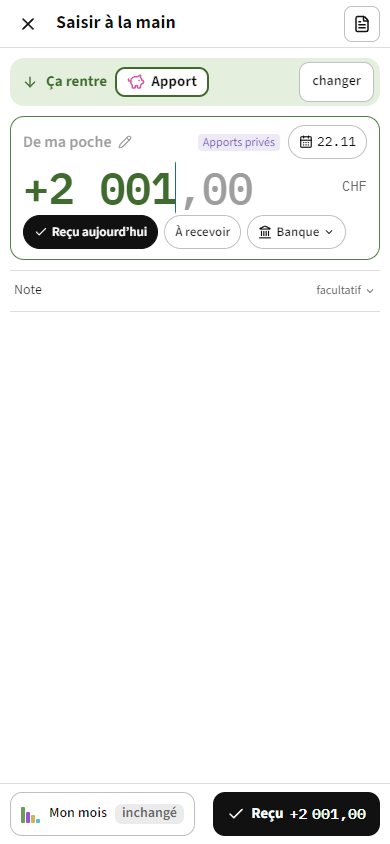 Saisir à la main
Ça rentre Apport changer
De ma poche Apports privés 22.11
+2 001,00 CHF
Reçu aujourd'hui À recevoir Banque
Note facultatif
Mon mois inchangé Reçu +2 001,00